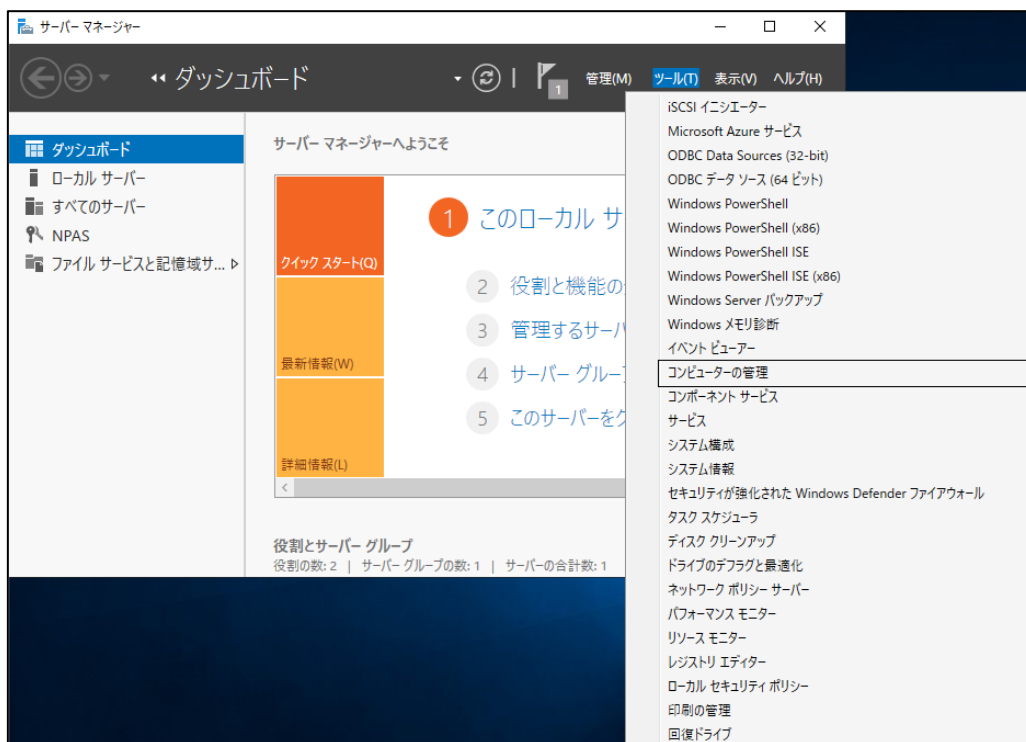 サーバー マネージャー
ダッシュボード
1
管理(M) ツール(T) 表示(V) ヘルプ(H)
ダッシュボード
ローカル サーバー
すべてのサーバー
NPAS
ファイル サービスと記憶域サ...
サーバー マネージャーへようこそ
クイック スタート(Q)
最新情報(W)
詳細情報(L)
1 このローカル サ
2 役割と機能の
3 管理するサーバ
4 サーバー グルー
5 このサーバーをク
役割とサーバー グループ
役割の数: 2 | サーバー グループの数: 1 | サーバーの合計数: 1
iSCSI イニシエーター
Microsoft Azure サービス
ODBC Data Sources (32-bit)
ODBC データ ソース (64 ビット)
Windows PowerShell
Windows PowerShell (x86)
Windows PowerShell ISE
Windows PowerShell ISE (x86)
Windows Server バックアップ
Windows メモリ診断
イベント ビューアー
コンピューターの管理
コンポーネント サービス
サービス
システム構成
システム情報
セキュリティが強化された Windows Defender ファイアウォール
タスク スケジューラ
ディスク クリーンアップ
ドライブのデフラグと最適化
ネットワーク ポリシー サーバー
パフォーマンス モニター
リソース モニター
レジストリ エディター
ローカル セキュリティ ポリシー
印刷の管理
回復ドライブ